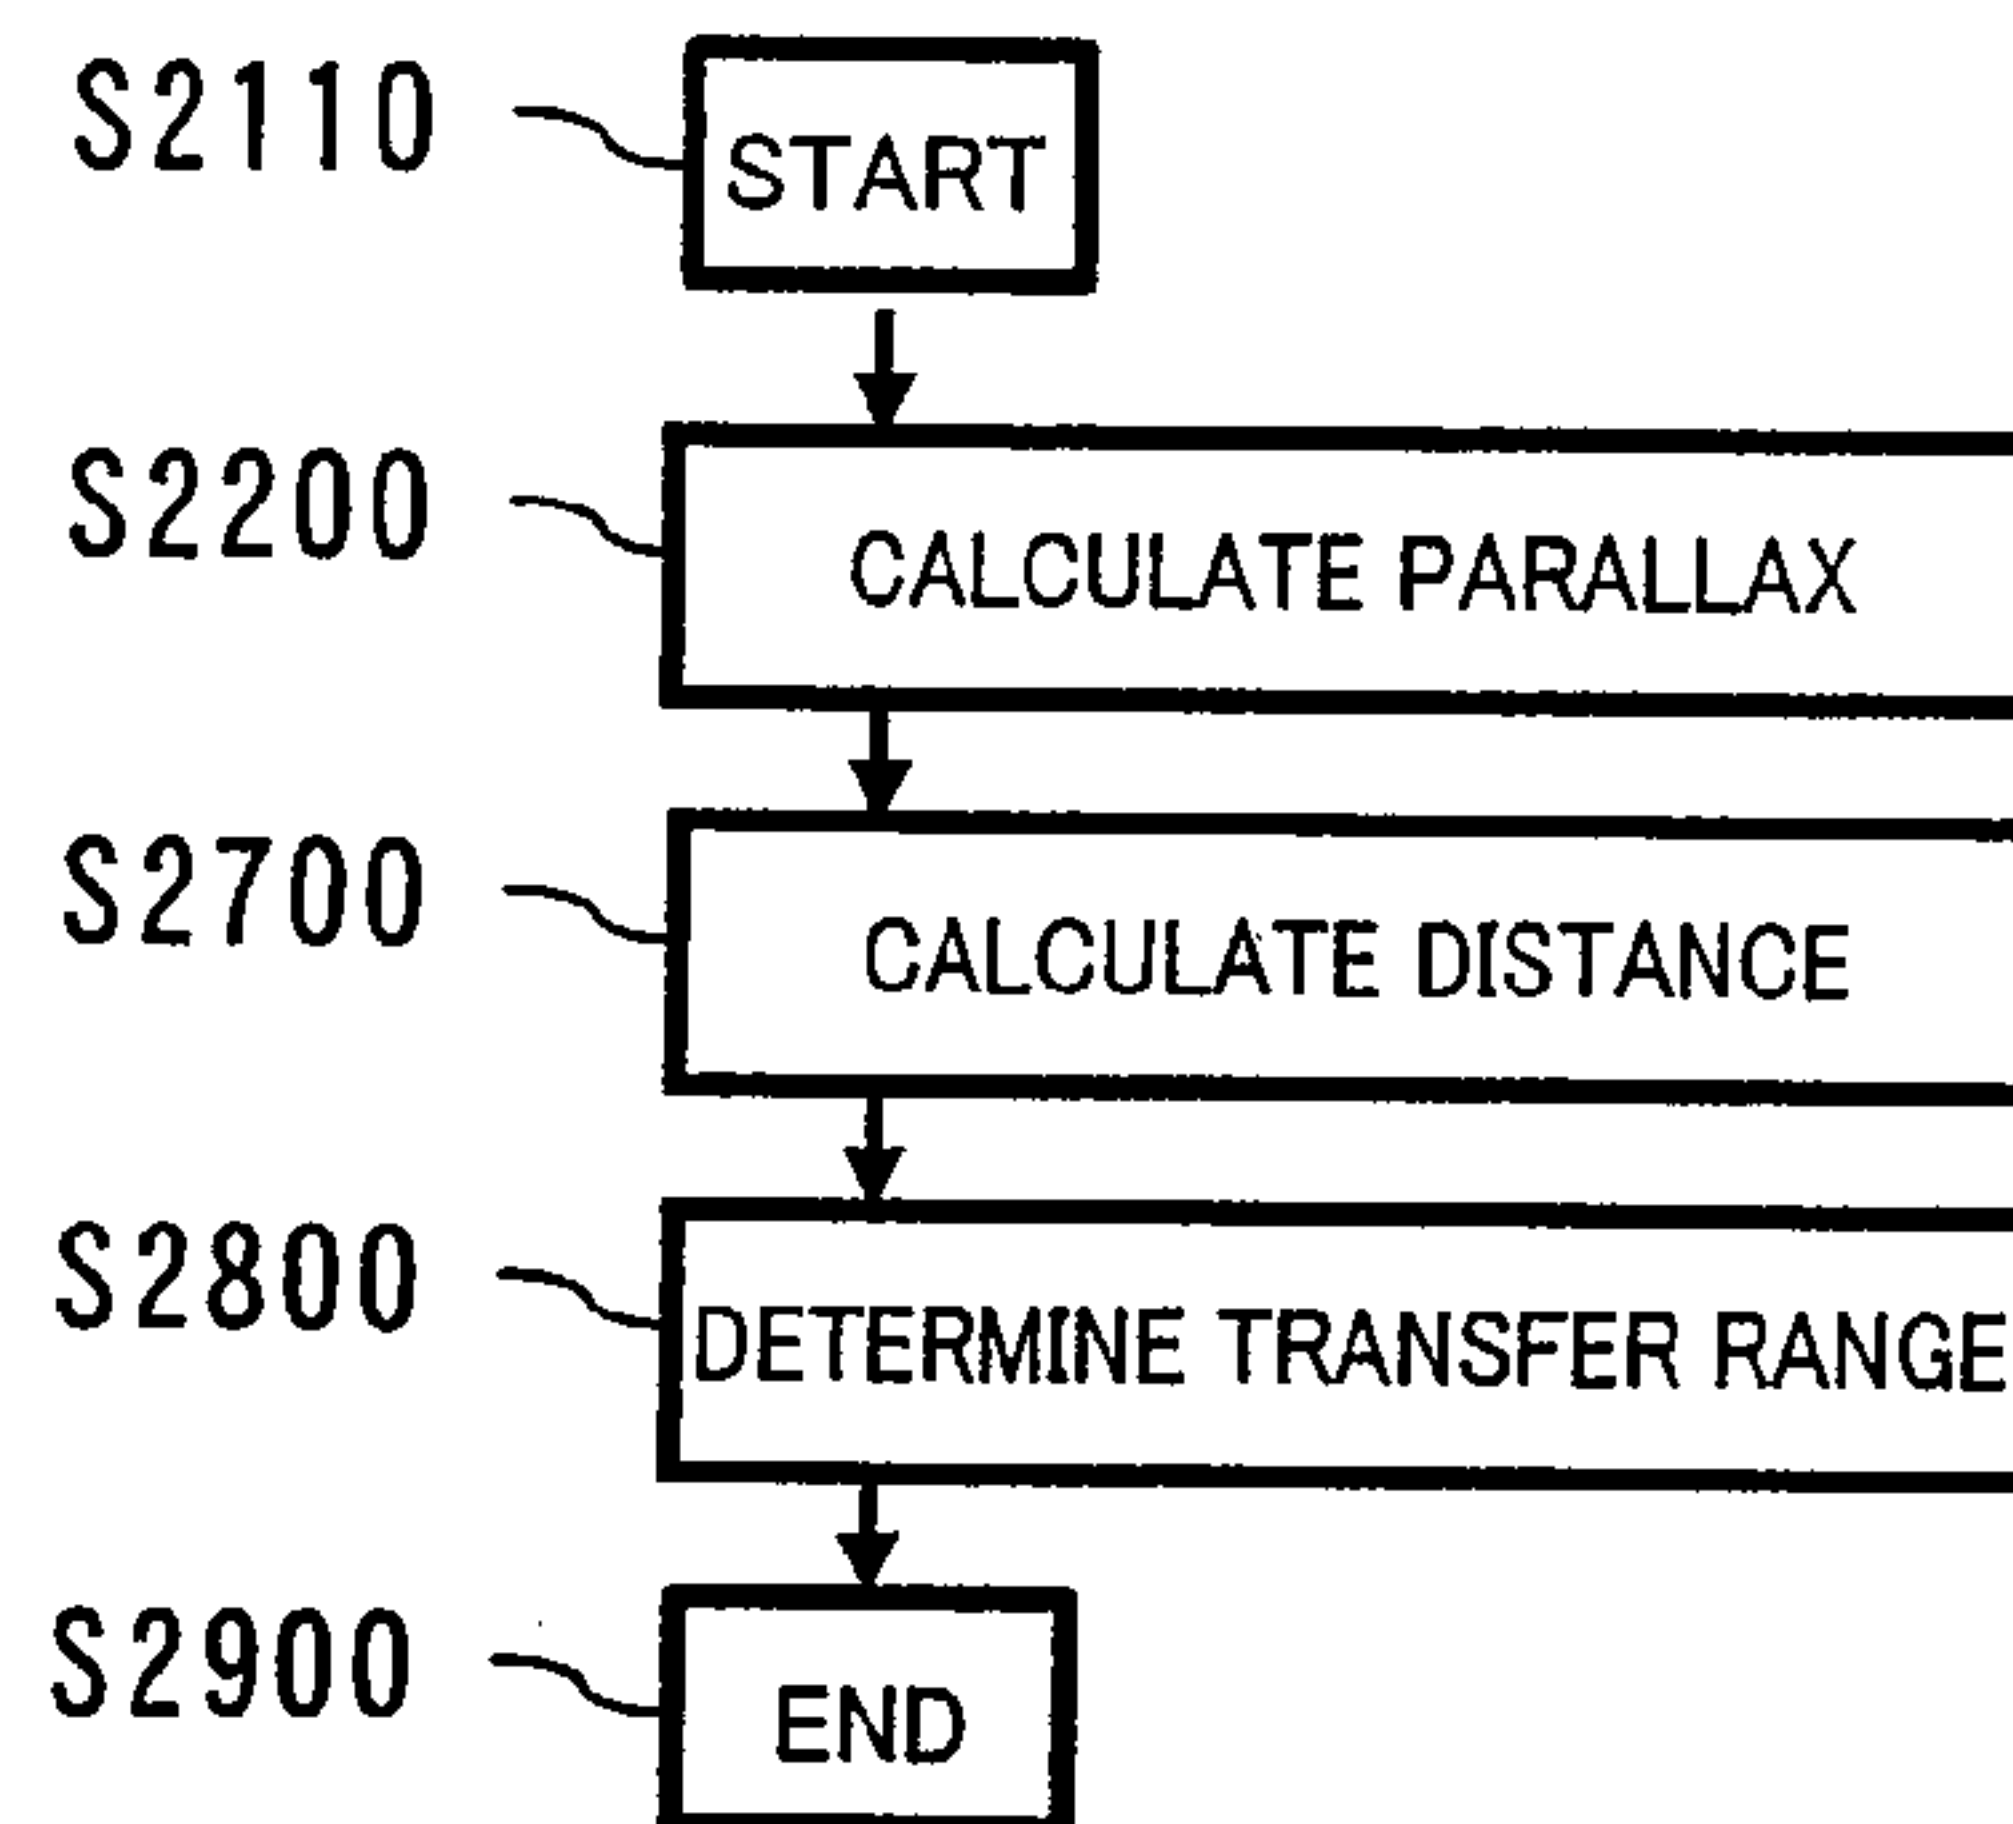 S2110
START
S2200
CALCULATE PARALLAX
S2700
CALCULATE DISTANCE
S2800
DETERMINE TRANSFER RANGE
S2900
END